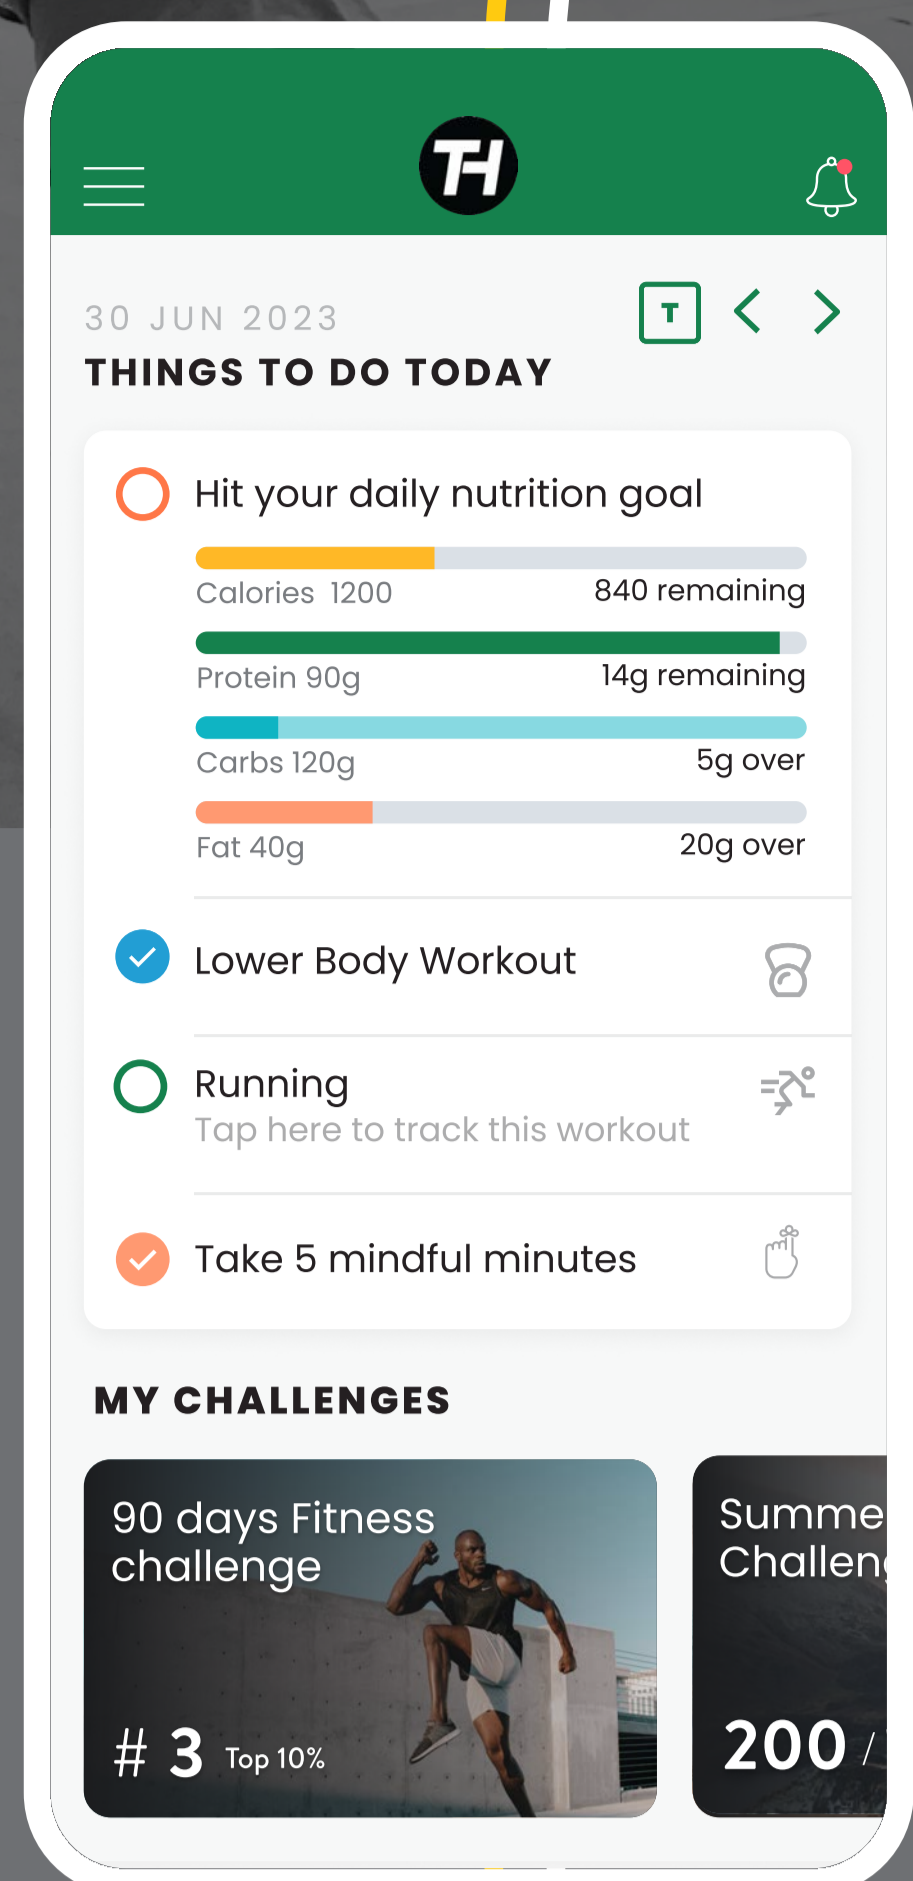 TH
30 JUN 2023
T
THINGS TO DO TODAY
Hit your daily nutrition goal
Calories 1200
840 remaining
Protein 90g
14g remaining
Carbs 120g
5g over
Fat 40g
20g over
Lower Body Workout
Running
Tap here to track this workout
Take 5 mindful minutes
MY CHALLENGES
90 days Fitness
challenge
# 3 Top 10%
Summe
Challen
200 /